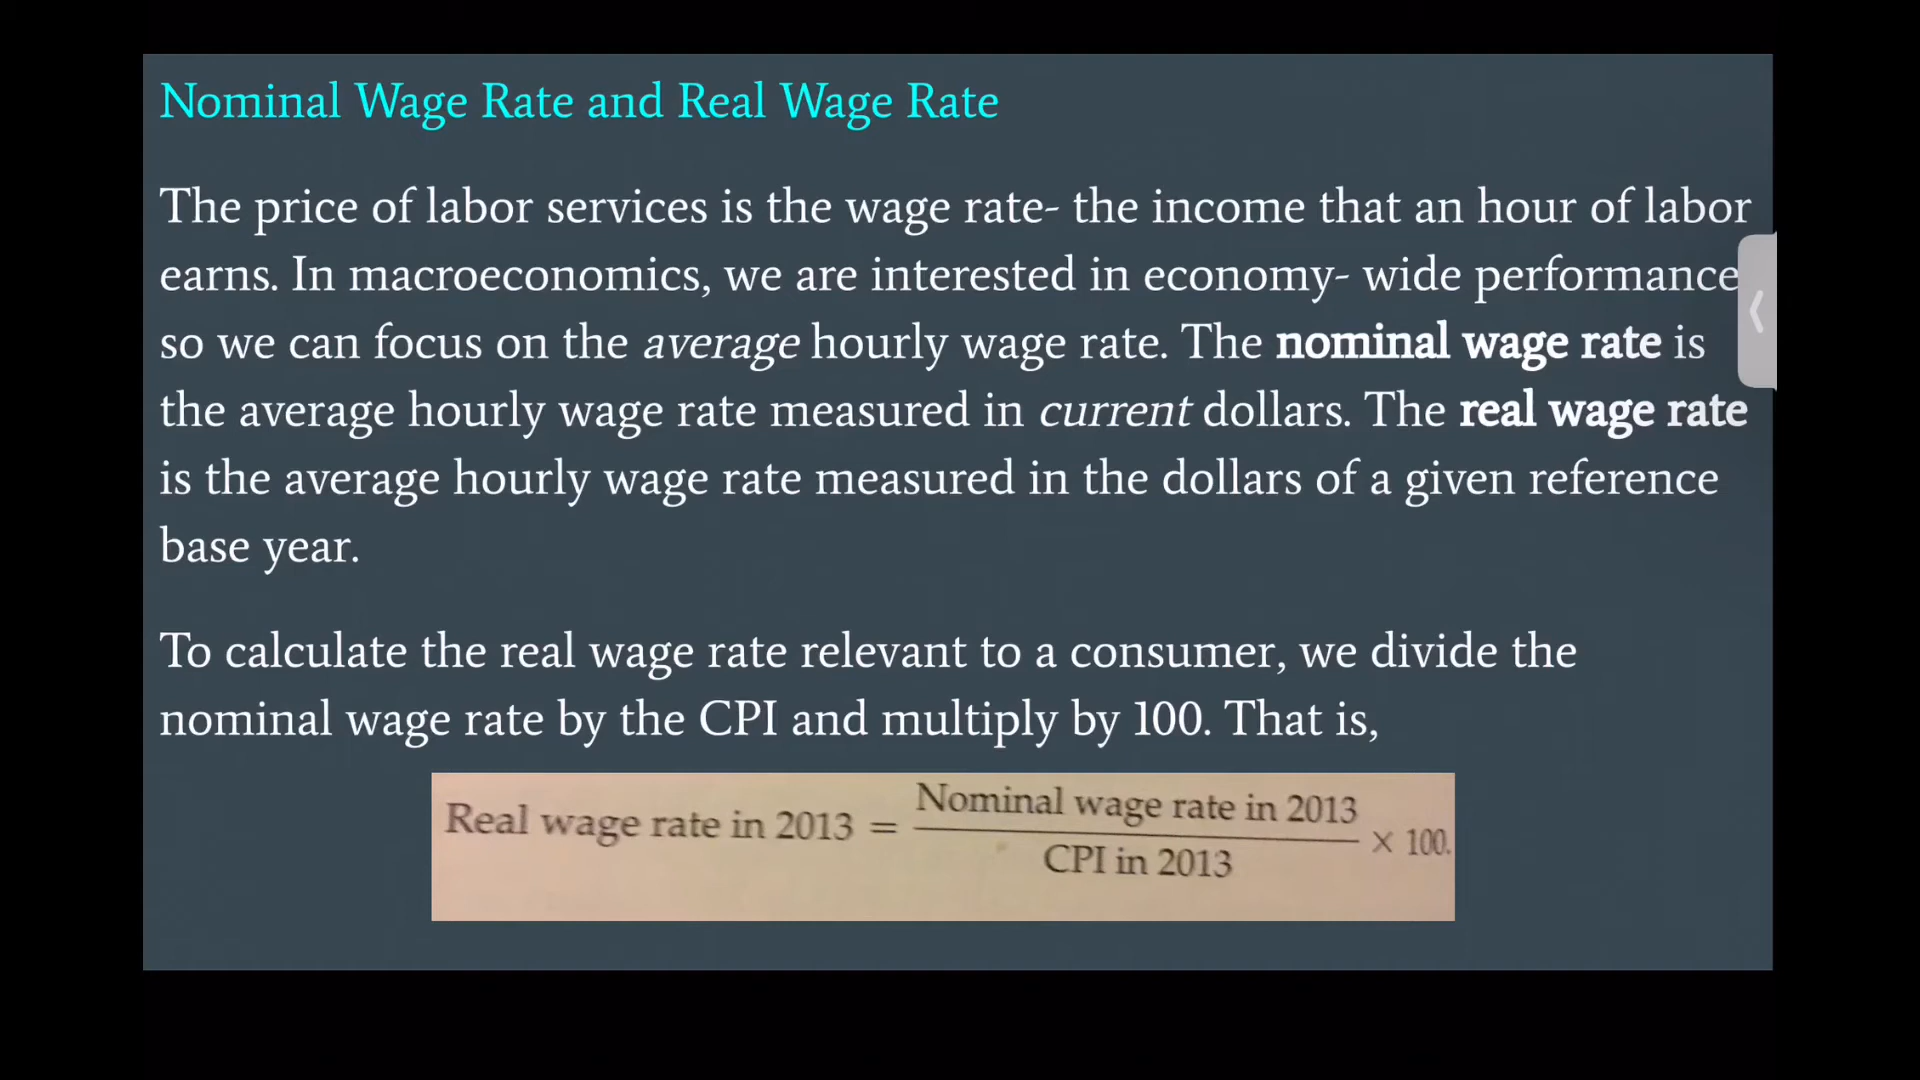 Nominal Wage Rate and Real Wage Rate
The price of labor services is the wage rate- the income that an hour of labor
earns. In macroeconomics, we are interested in economy- wide performance
so we can focus on the average hourly wage rate. The nominal wage rate is
the average hourly wage rate measured in current dollars. The real wage rate
is the average hourly wage rate measured in the dollars of a given reference
base year.
To calculate the real wage rate relevant to a consumer, we divide the
nominal wage rate by the CPI and multiply by 100. That is,
Real wage rate in 2013 = Nominal wage rate in 2013
CPI in 2013
× 100.